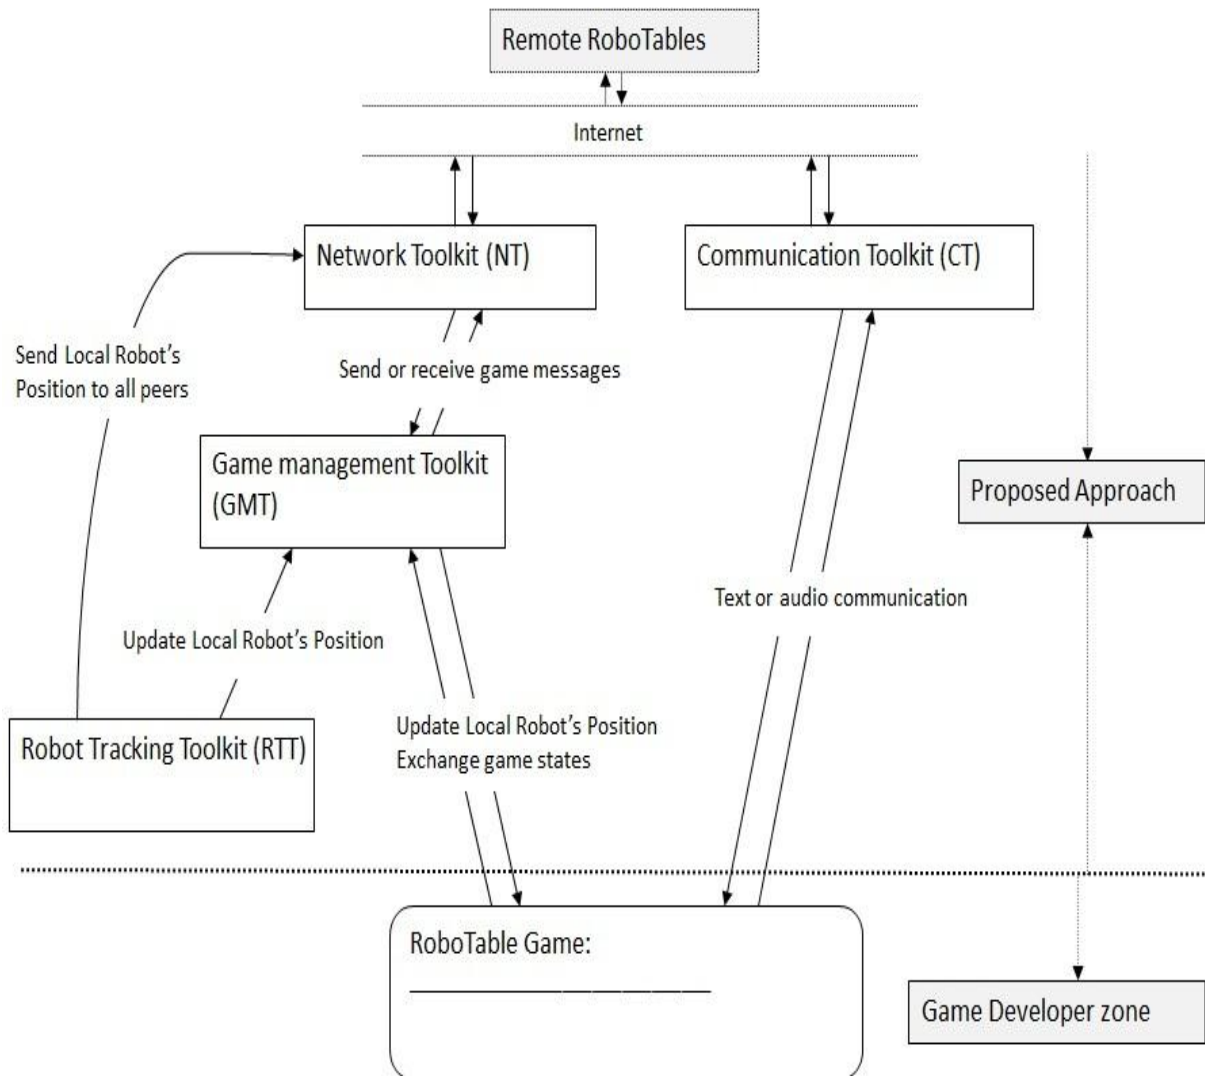 Remote RoboTables
Internet
Network Toolkit (NT)
Communication Toolkit (CT)
Send Local Robot's
Position to all peers
Send or receive game messages
Game management Toolkit
(GMT)
Proposed Approach
Text or audio communication
Update Local Robot's Position
Robot Tracking Toolkit (RTT)
Update Local Robot's Position
Exchange game states
RoboTable Game:
Game Developer zone